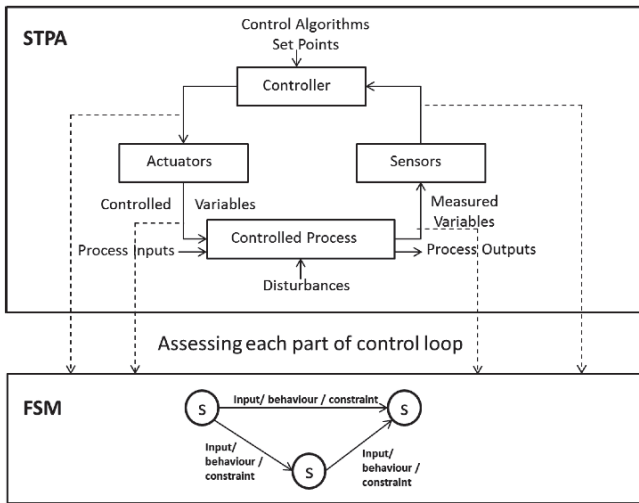 STPA
Control Algorithms
Set Points
Controller
Actuators
Sensors
Controlled Variables
Measured
Variables
Controlled Process
Process Inputs
Process Outputs
Disturbances
Assessing each part of control loop
FSM
S
Input/ behaviour / constraint
S
Input/
behaviour /
constraint
S
Input/
behaviour /
constraint